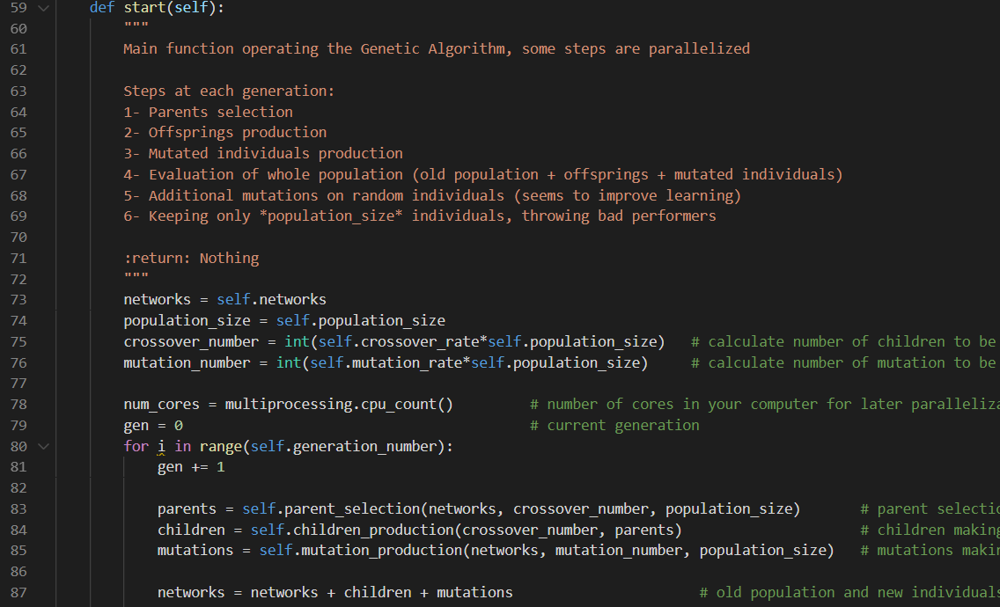 59 def start(self):
60 """
61 Main function operating the Genetic Algorithm, some steps are parallelized
62
63 Steps at each generation:
64 1- Parents selection
65 2- Offsprings production
66 3- Mutated individuals production
67 4- Evaluation of whole population (old population + offsprings + mutated individuals)
68 5- Additional mutations on random individuals (seems to improve learning)
69 6- Keeping only *population_size* individuals, throwing bad performers
70
71 :return: Nothing
72 """
73 networks = self.networks
74 population_size = self.population_size
75 crossover_number = int(self.crossover_rate*self.population_size) # calculate number of children to be
76 mutation_number = int(self.mutation_rate*self.population_size) # calculate number of mutation to be
77
78 num_cores = multiprocessing.cpu_count() # number of cores in your computer for later
79 gen = 0 # current generation
80 for i in range(self.generation_number):
81 gen += 1
82
83 parents = self.parent_selection(networks, crossover_number, population_size) # parent
84 children = self.children_production(crossover_number, parents) # children
85 mutations = self.mutation_production(networks, mutation_number, population_size) # mutations
86
87 networks = networks + children + mutations # old population and new individuals